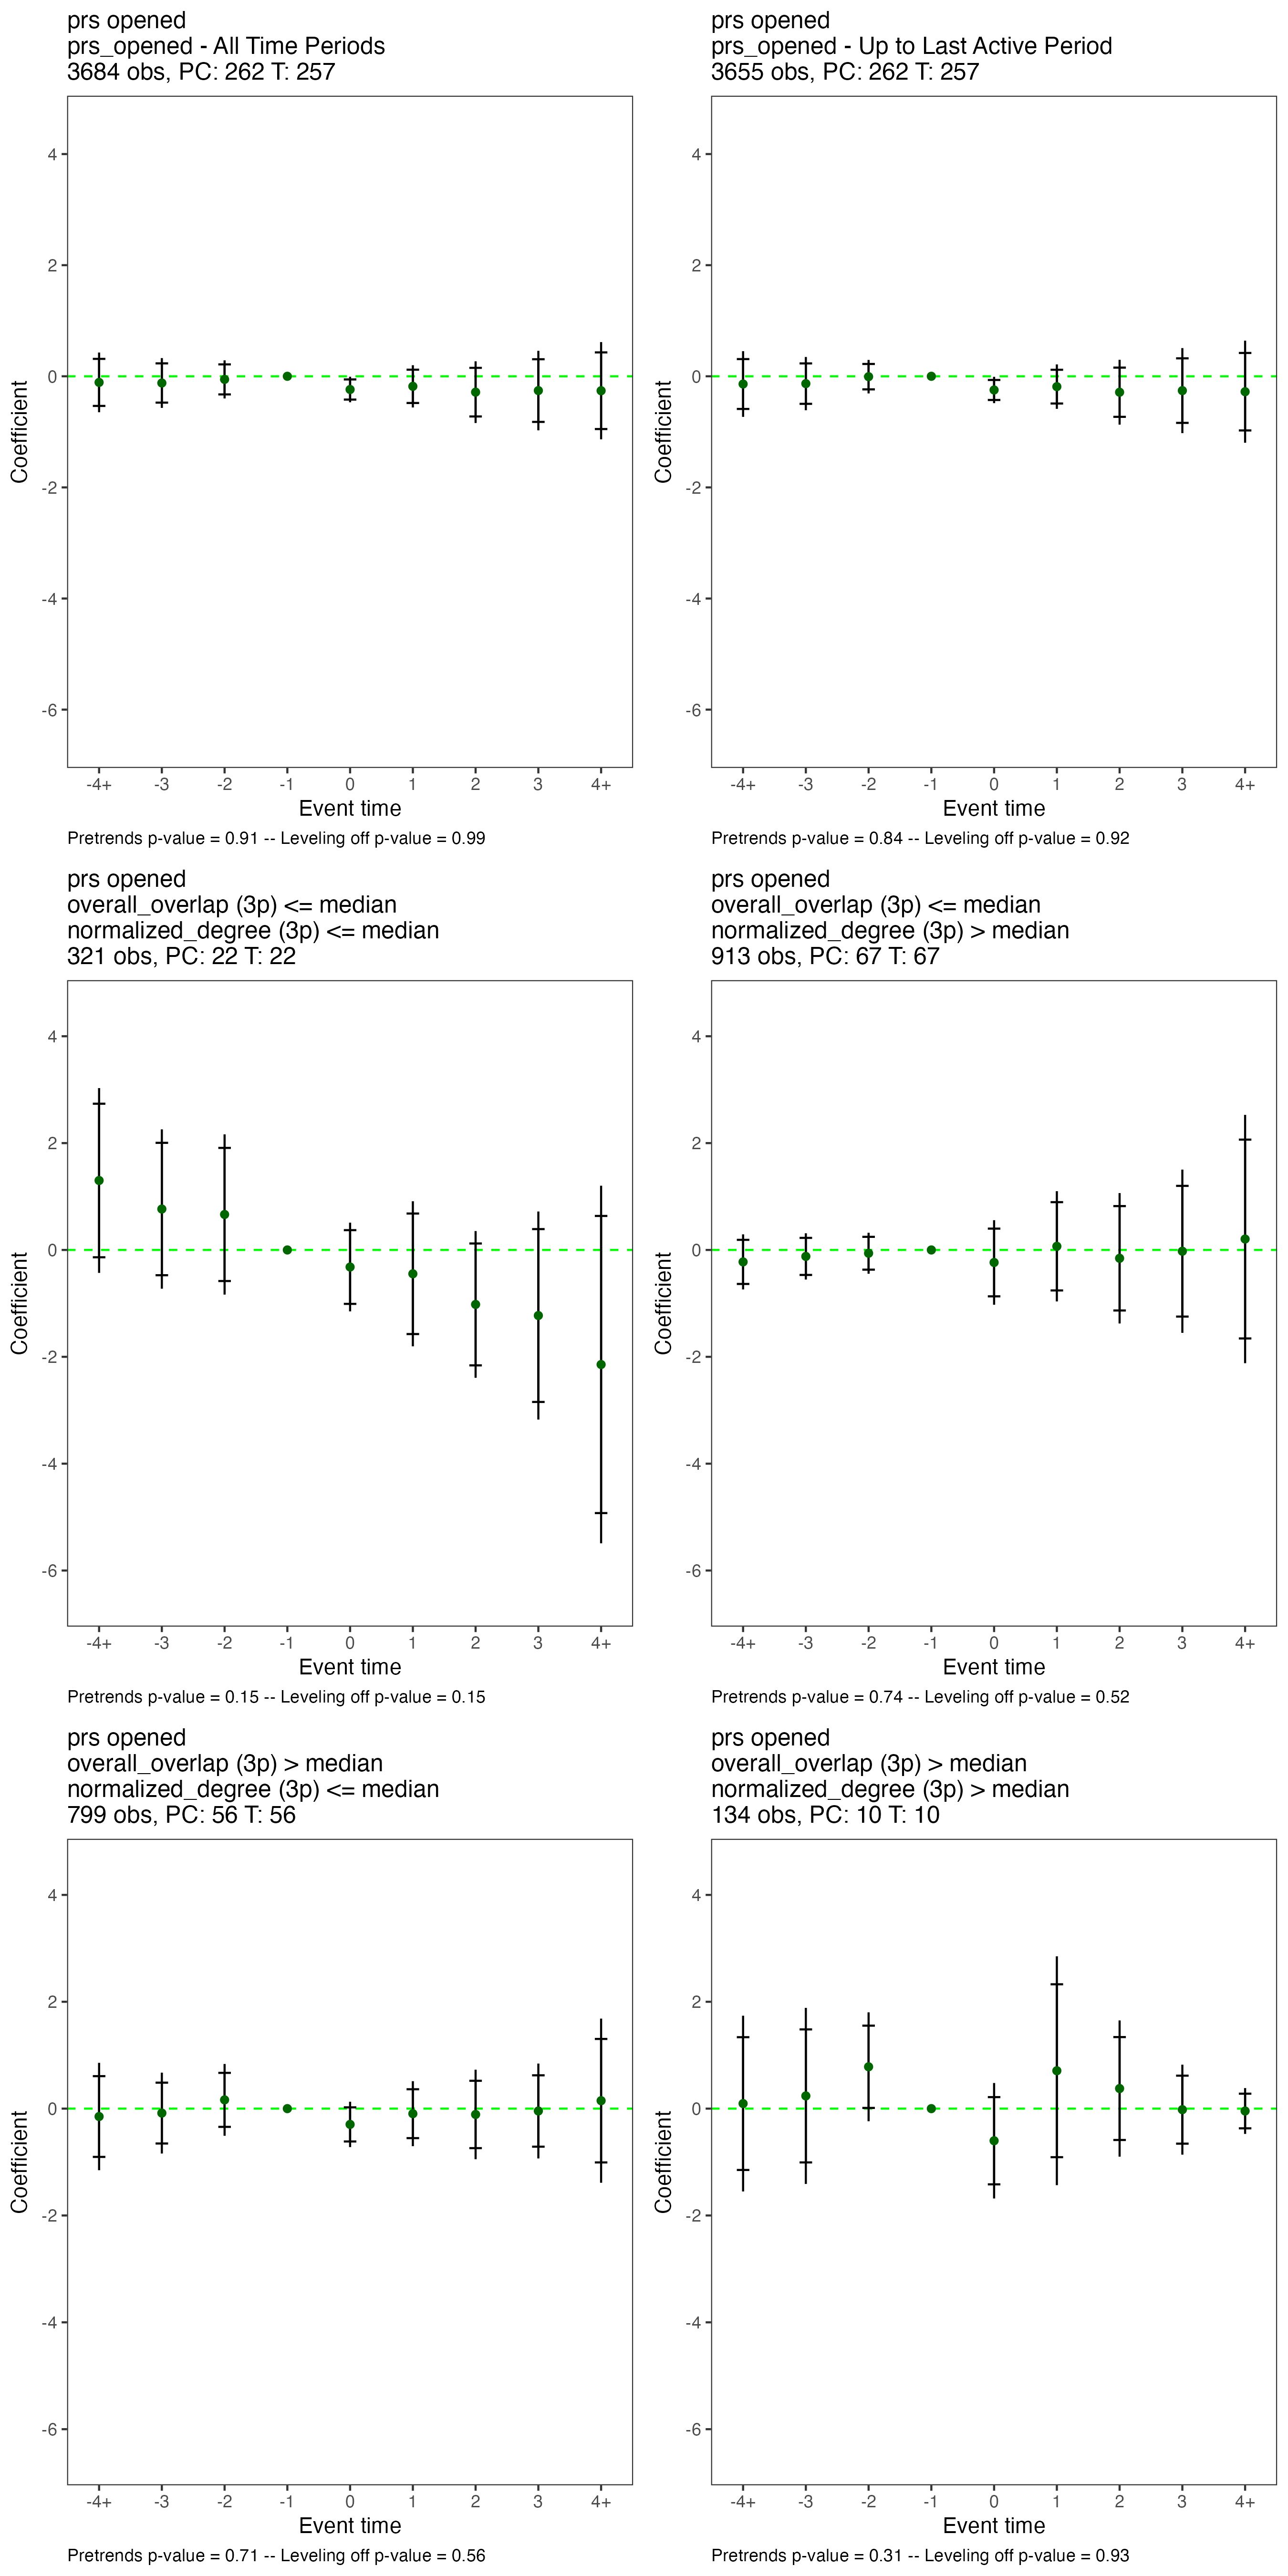 prs opened
prs_opened - All Time Periods
3684 obs, PC: 262 T: 257
4
2
0
-2
-4
-6
Coefficient
-4+ -3 -2 -1 0 1 2 3 4+
Event time
Pretrends p-value = 0.91 -- Leveling off p-value = 0.99
prs opened
prs_opened - Up to Last Active Period
3655 obs, PC: 262 T: 257
4
2
0
-2
-4
-6
Coefficient
-4+ -3 -2 -1 0 1 2 3 4+
Event time
Pretrends p-value = 0.84 -- Leveling off p-value = 0.92
prs opened
overall_overlap (3p) <= median
normalized_degree (3p) <= median
321 obs, PC: 22 T: 22
4
2
0
-2
-4
-6
Coefficient
-4+ -3 -2 -1 0 1 2 3 4+
Event time
Pretrends p-value = 0.15 -- Leveling off p-value = 0.15
prs opened
overall_overlap (3p) <= median
normalized_degree (3p) > median
913 obs, PC: 67 T: 67
4
2
0
-2
-4
-6
Coefficient
-4+ -3 -2 -1 0 1 2 3 4+
Event time
Pretrends p-value = 0.74 -- Leveling off p-value = 0.52
prs opened
overall_overlap (3p) > median
normalized_degree (3p) <= median
799 obs, PC: 56 T: 56
4
2
0
-2
-4
-6
Coefficient
-4+ -3 -2 -1 0 1 2 3 4+
Event time
Pretrends p-value = 0.71 -- Leveling off p-value = 0.56
prs opened
overall_overlap (3p) > median
normalized_degree (3p) > median
134 obs, PC: 10 T: 10
4
2
0
-2
-4
-6
Coefficient
-4+ -3 -2 -1 0 1 2 3 4+
Event time
Pretrends p-value = 0.31 -- Leveling off p-value = 0.93